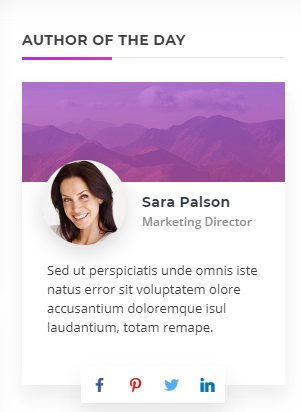 AUTHOR OF THE DAY
Sara Palson
Marketing Director
Sed ut perspiciatis unde omnis iste
natus error sit voluptatem olore
accusantium doloremque isul
laudantium, totam remape.